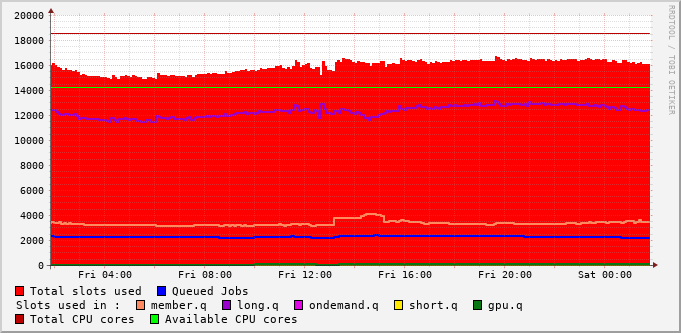 20000
18000
16000
14000
12000
10000
8000
6000
4000
2000
0
Fri 04:00 Fri 08:00 Fri 12:00 Fri 16:00 Fri 20:00 Sat 00:00
RRDTOOL / TOBI OETIKER
Total slots used Queued Jobs
Slots used in : member.q long.q ondemand.q short.q gpu.q
Total CPU cores Available CPU cores